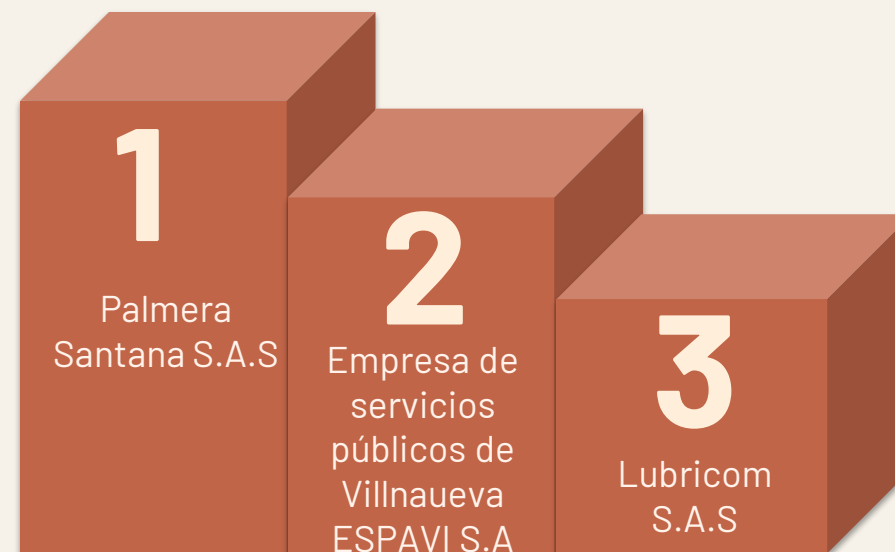 1
Palmera
Santana S.A.S
2
Empresa de
servicios
públicos de
Villnaueva
ESPAVI S.A
3
Lubricom
S.A.S